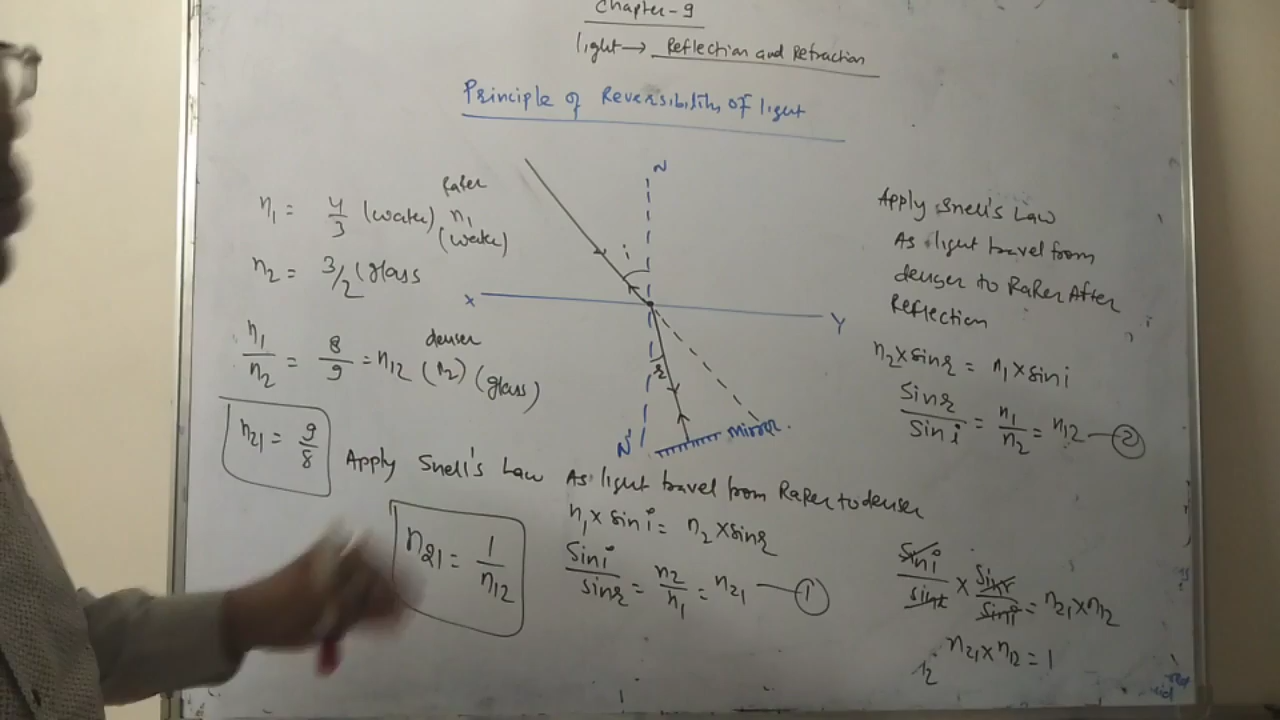 Chapter-9
light → Reflection and Refraction
Principle of Reversibility of light
N
Rarer
n1 = 4/3 (water) n1 (water)
i
n2 = 3/2 (glass
X
Y
n1/n2 = 8/9 = n12
denser (n2) (glass)
r
N'
mirror.
n21 = 9/8
Apply Snell's Law As light travel from Rarer to denser
n1 x sin i = n2 x sin r
Sin i/sin r = n2/n1 = n21 — 1
n21 = 1/n12
Apply Snell's Law
As light travel from
denser to Rarer After
Reflection
n2 x sin r = n1 x sin i
Sin r/Sin i = n1/n2 = n12 — 2
Sin i/sin r x Sin r/Sin i = n21 x n12
n21 x n12 = 1